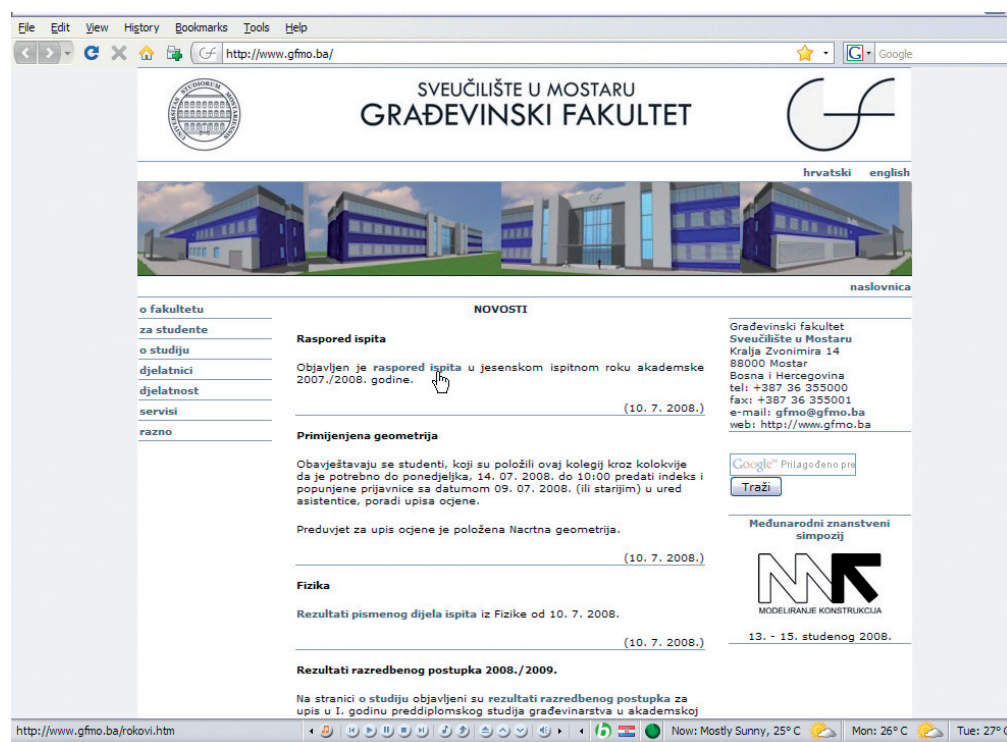 File Edit View History Bookmarks Tools Help
http://www.gfmo.ba/
Google
SVEUČILIŠTE U MOSTARU
GRAĐEVINSKI FAKULTET
hrvatski english
naslovnica
o fakultetu
za studente
o studiju
djelatnici
djelatnost
servisi
razno
NOVOSTI
Raspored ispita
Objavljen je raspored ispita u jesenskom ispitnom roku akademske
2007./2008. godine.
(10. 7. 2008.)
Primijenjena geometrija
Obavještavaju se studenti, koji su položili ovaj kolegij kroz kolokvije
da je potrebno do ponedjeljka, 14. 07. 2008. do 10:00 predati indeks i
popunjene prijavnice sa datumom 09. 07. 2008. (ili starijim) u ured
asistentice, poradi upisa ocjene.
Preduvjet za upis ocjene je položena Nacrtna geometrija.
(10. 7. 2008.)
Fizika
Rezultati pismenog dijela ispita iz Fizike od 10. 7. 2008.
(10. 7. 2008.)
Rezultati razredbenog postupka 2008./2009.
Na stranici o studiju objavljeni su rezultati razredbenog postupka za
upis u I. godinu preddiplomskog studija građevinarstva u akademskoj
Građevinski fakultet
Sveučilište u Mostaru
Kralja Zvonimira 14
88000 Mostar
Bosna i Hercegovina
tel: +387 36 355000
fax: +387 36 355001
e-mail: gfmo@gfmo.ba
web: http://www.gfmo.ba
Google™ Prilagođeno pre
Traži
Međunarodni znanstveni
simpozij
MODELIRANJE KONSTRUKCIJA
13. - 15. studenog 2008.
http://www.gfmo.ba/rokovi.htm
Now: Mostly Sunny, 25° C Mon: 26° C Tue: 27° C